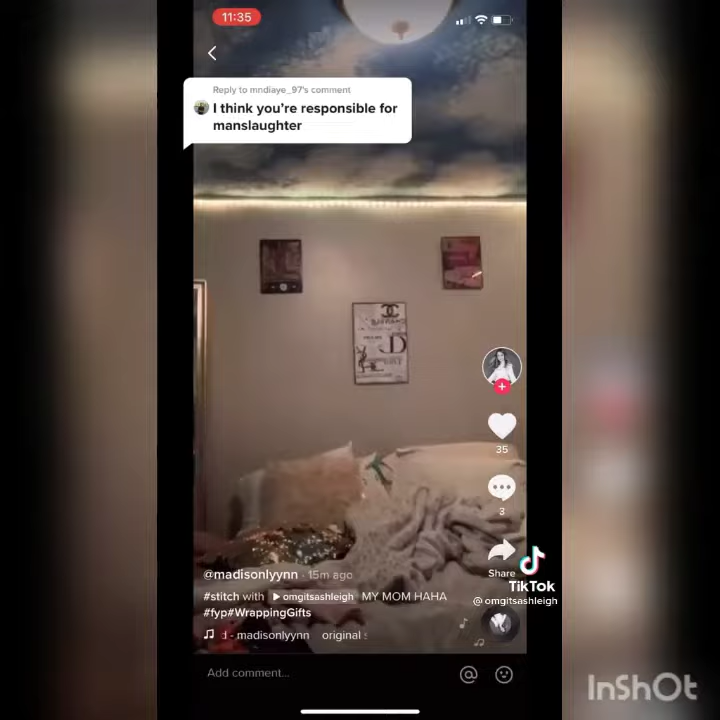 11:35
Reply to mndiaye_97's comment
I think you're responsible for
manslaughter
35
3
Share
@madisonlyynn · 15m ago
#stitch with ▶ omgitsashleigh MY MOM HAHA
#fyp#WrappingGifts
d - madisonlyynn original
TikTok
@ omgitsashleigh
Add comment...
InShOt